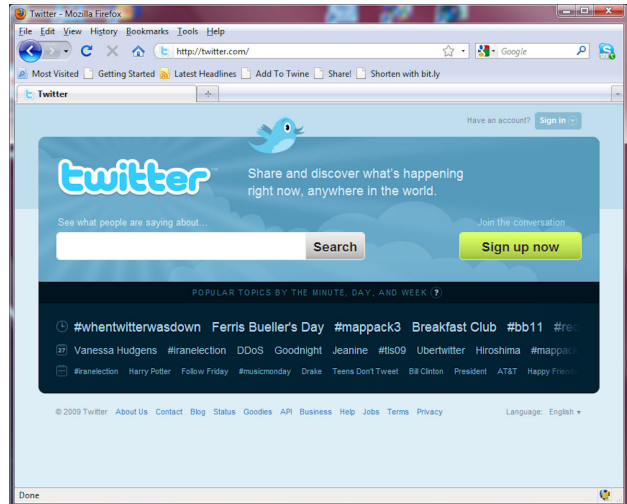 Twitter - Mozilla Firefox
File Edit View History Bookmarks Tools Help
http://twitter.com/
Google
Most Visited Getting Started Latest Headlines Add To Twine Share! Shorten with bit.ly
Twitter
Have an account? Sign in
twitter
Share and discover what's happening
right now, anywhere in the world.
See what people are saying about...
Join the conversation
Search
Sign up now
POPULAR TOPICS BY THE MINUTE, DAY, AND WEEK ?
#whentwitterwasdown Ferris Bueller's Day #mappack3 Breakfast Club #bb11
27 Vanessa Hudgens #iranelection DDoS Goodnight Jeanine #tls09 Ubertwitter Hiroshima #mappack
#iranelection Harry Potter Follow Friday #musicmonday Drake Teens Don't Tweet Bill Clinton President AT&T Happy
© 2009 Twitter About Us Contact Blog Status Goodies API Business Help Jobs Terms Privacy
Language: English
Done